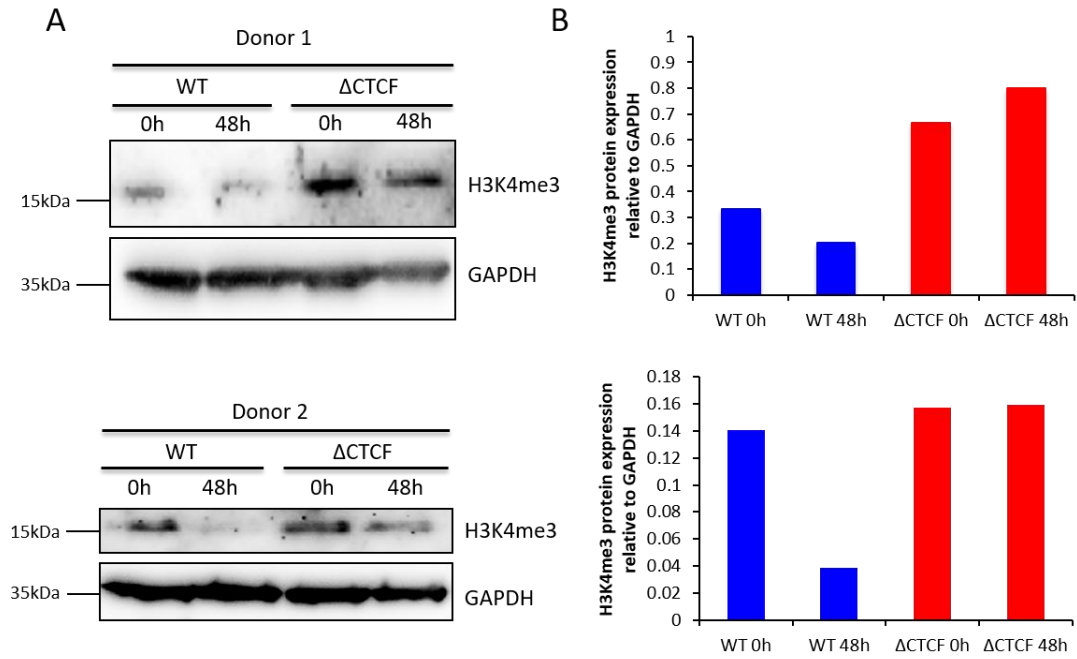 A
Donor 1
WT ΔCTCF
0h 48h 0h 48h
15kDa
H3K4me3
35kDa
GAPDH
Donor 2
WT ΔCTCF
0h 48h 0h 48h
15kDa
H3K4me3
35kDa
GAPDH
B
H3K4me3 protein expression
relative to GAPDH
1
0.9
0.8
0.7
0.6
0.5
0.4
0.3
0.2
0.1
0
WT 0h WT 48h ΔCTCF 0h ΔCTCF 48h
H3K4me3 protein expression
relative to GAPDH
0.18
0.16
0.14
0.12
0.1
0.08
0.06
0.04
0.02
0
WT 0h WT 48h ΔCTCF 0h ΔCTCF 48h